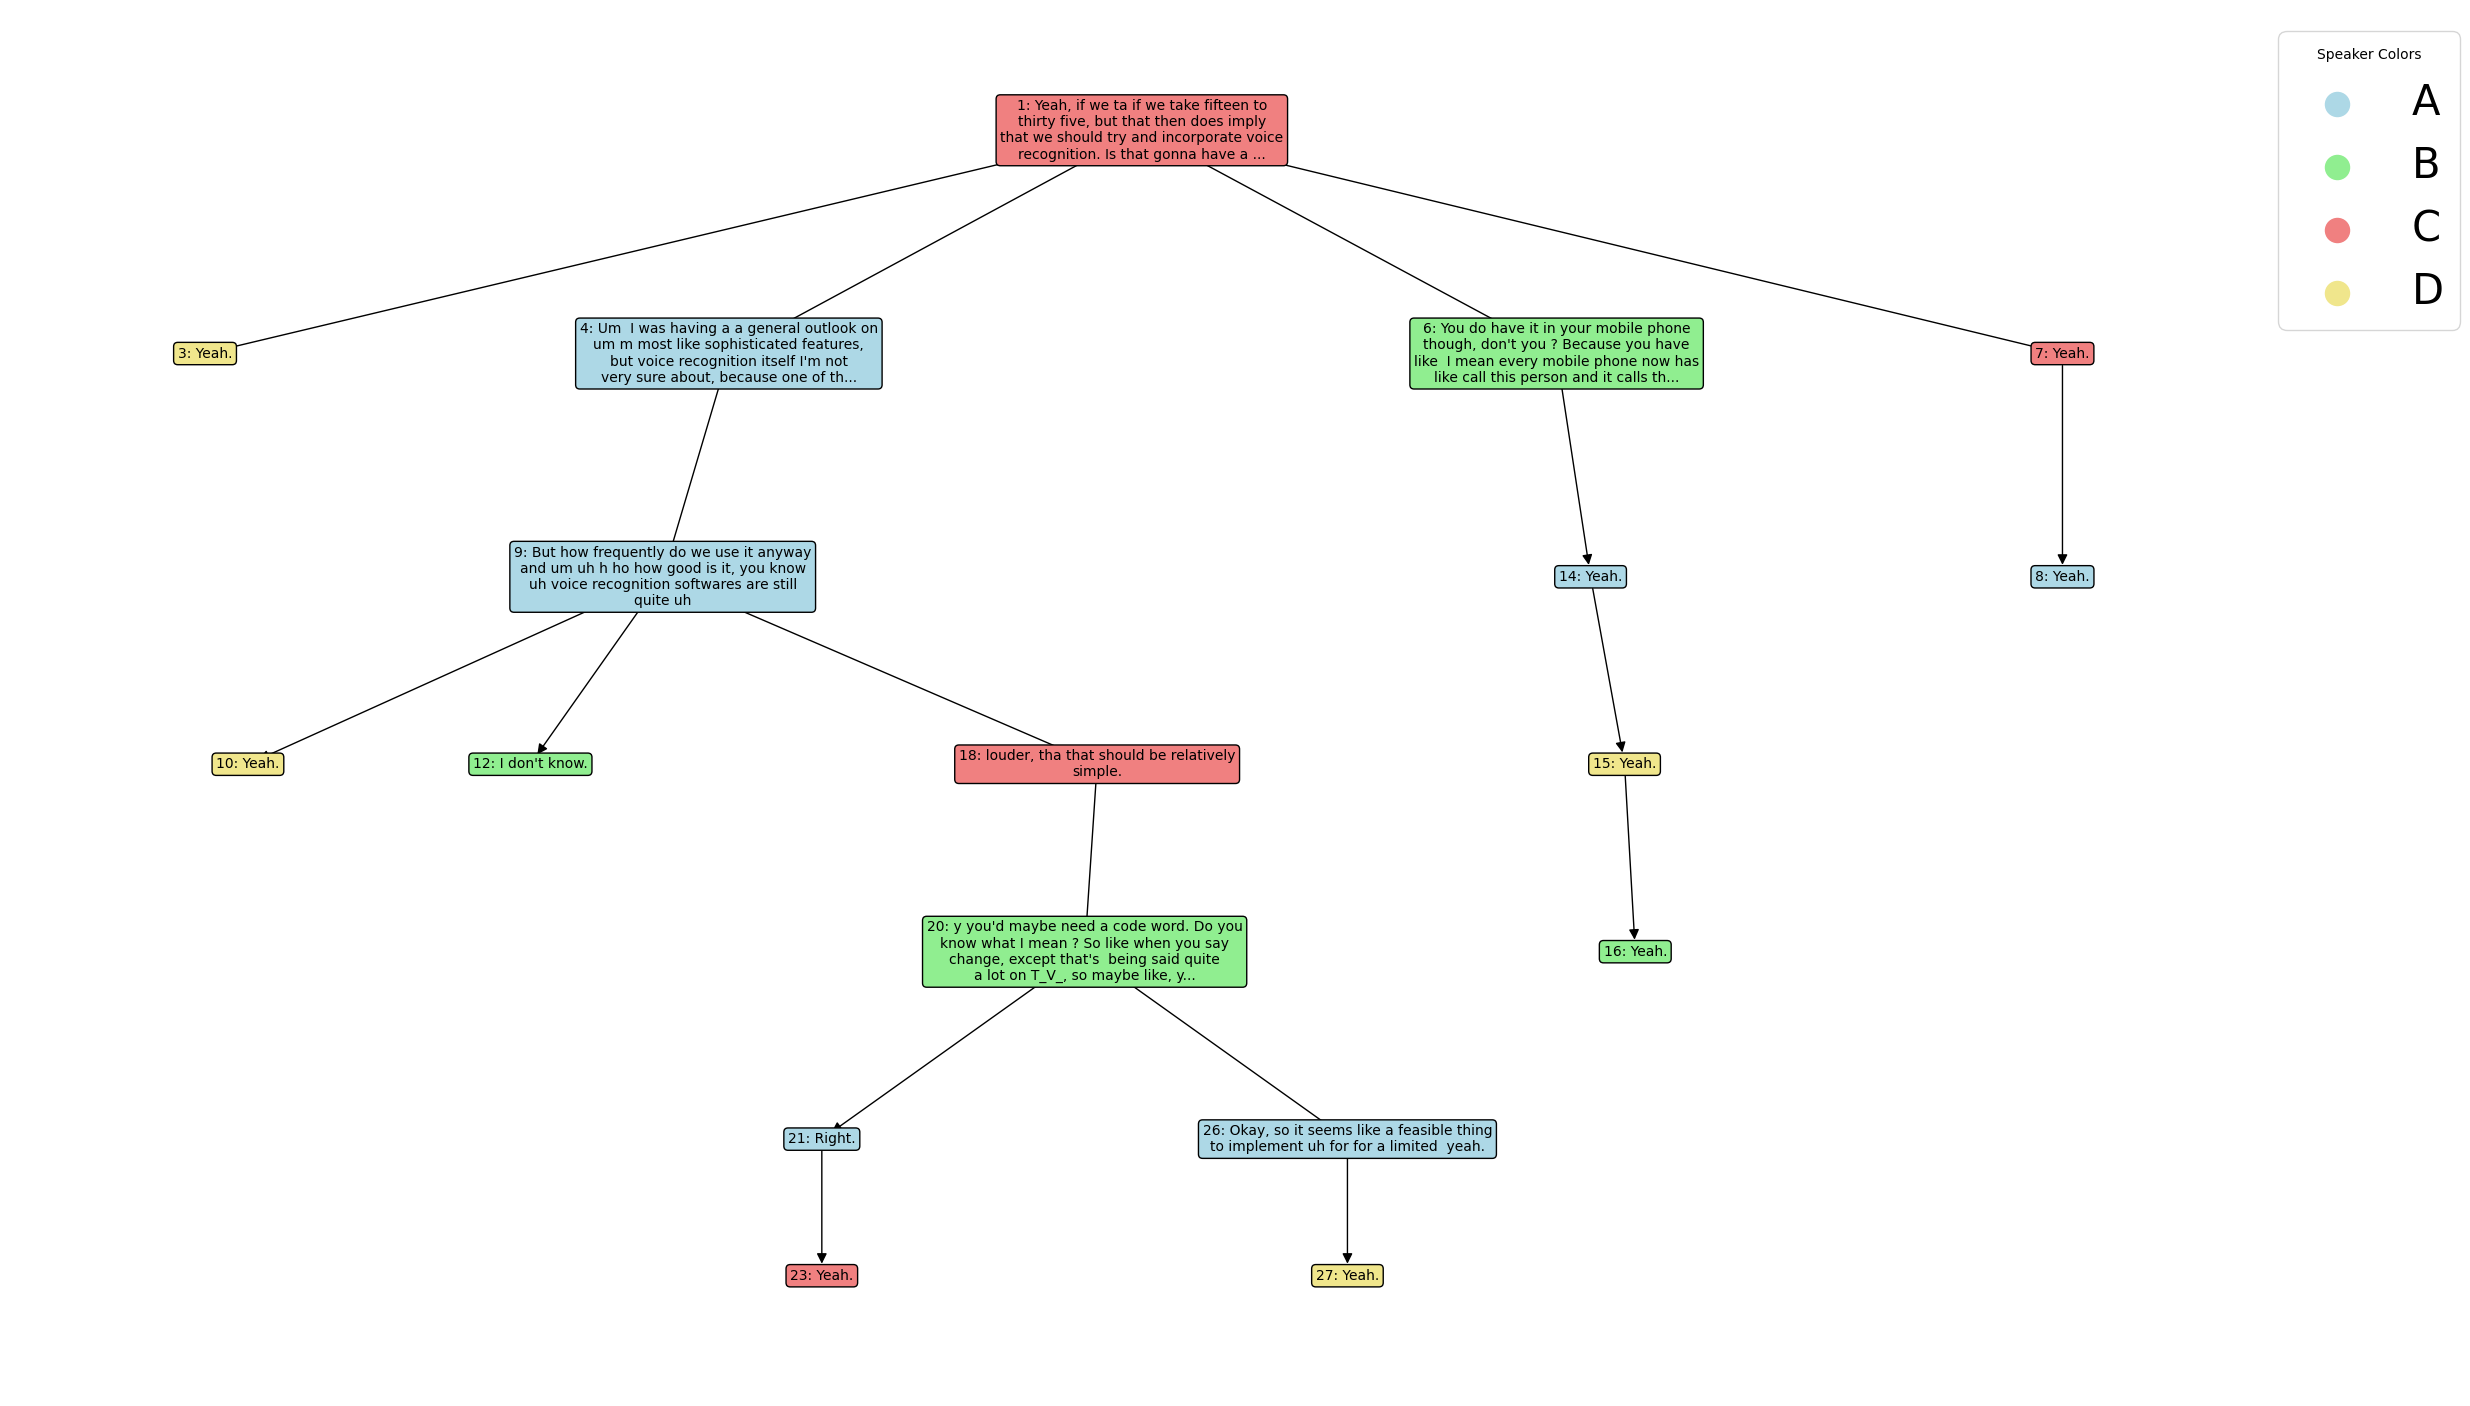 Speaker Colors
A
B
C
D
1: Yeah, if we ta if we take fifteen to
thirty five, but that then does imply
that we should try and incorporate voice
recognition. Is that gonna have a ...
3: Yeah.
4: Um  I was having a a general outlook on
um m most like sophisticated features,
but voice recognition itself I'm not
very sure about, because one of th...
6: You do have it in your mobile phone
though, don't you ? Because you have
like  I mean every mobile phone now has
like call this person and it calls th...
7: Yeah.
9: But how frequently do we use it anyway
and um uh h ho how good is it, you know
uh voice recognition softwares are still
quite uh
14: Yeah.
8: Yeah.
10: Yeah.
12: I don't know.
18: louder, tha that should be relatively
simple.
15: Yeah.
20: y you'd maybe need a code word. Do you
know what I mean ? So like when you say
change, except that's  being said quite
a lot on T_V_, so maybe like, y...
16: Yeah.
21: Right.
26: Okay, so it seems like a feasible thing
to implement uh for for a limited  yeah.
23: Yeah.
27: Yeah.